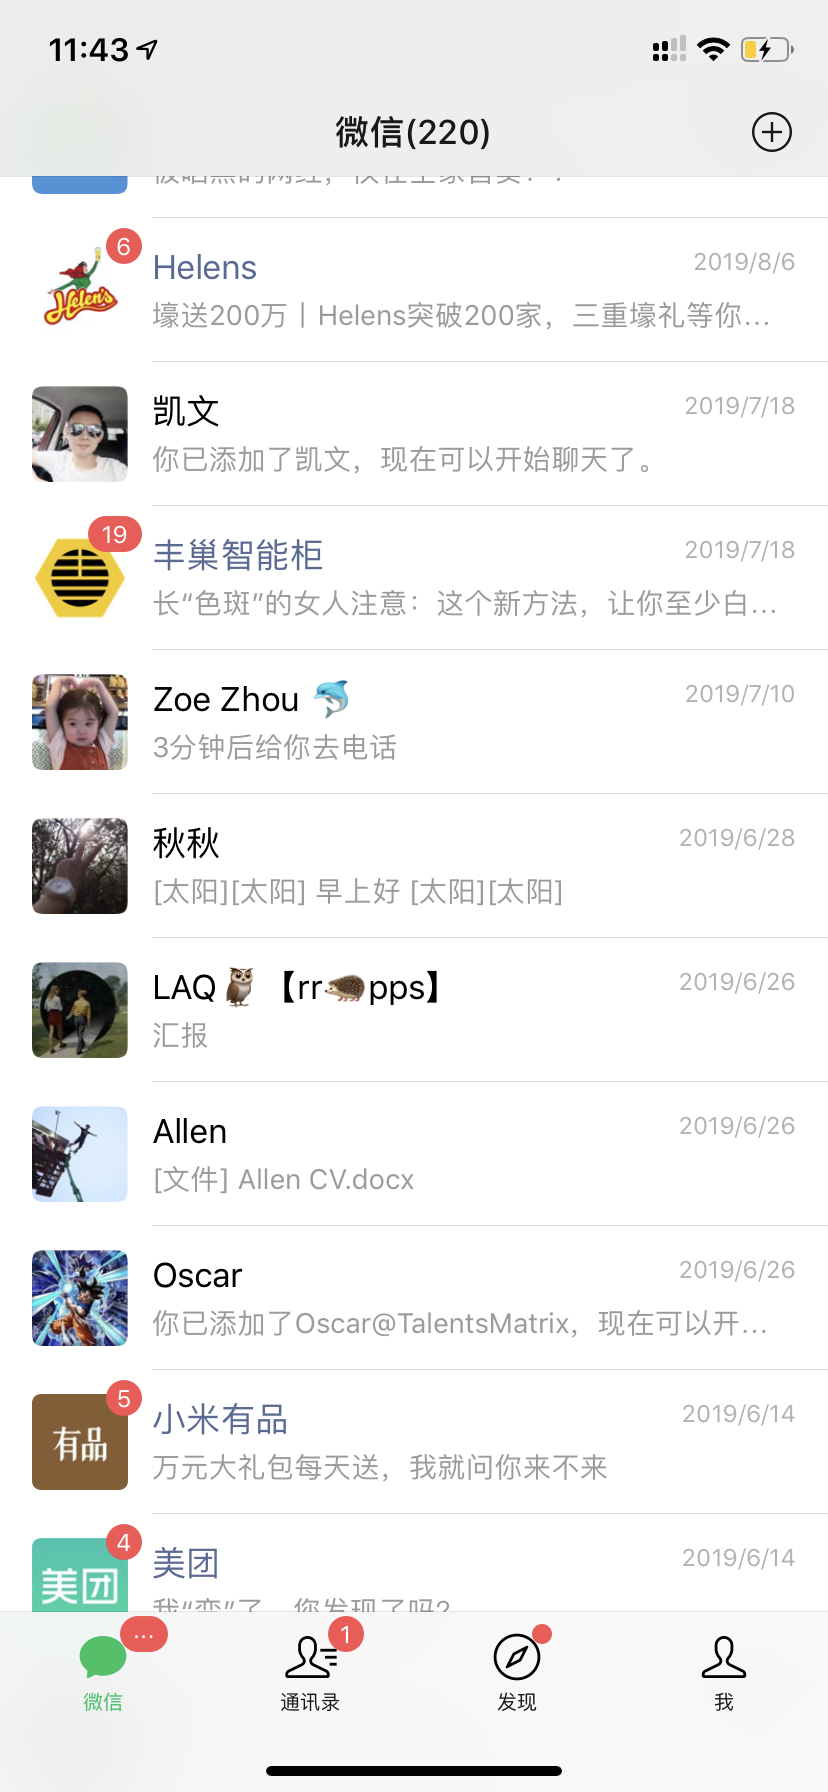 11:43
微信(220)
6
Helens
2019/8/6
Helen's
壕送200万丨Helens突破200家，三重壕礼等你...
凯文
2019/7/18
你已添加了凯文，现在可以开始聊天了。
19
丰巢智能柜
2019/7/18
长“色斑”的女人注意：这个新方法，让你至少白...
Zoe Zhou 🐬
2019/7/10
3分钟后给你去电话
秋秋
2019/6/28
[太阳][太阳] 早上好 [太阳][太阳]
LAQ🦉【rr🦔pps】
2019/6/26
汇报
Allen
2019/6/26
[文件] Allen CV.docx
Oscar
2019/6/26
你已添加了Oscar@TalentsMatrix，现在可以开...
5
小米有品
2019/6/14
有品
万元大礼包每天送，我就问你来不来
4
美团
2019/6/14
美团
...
1
微信
通讯录
发现
我